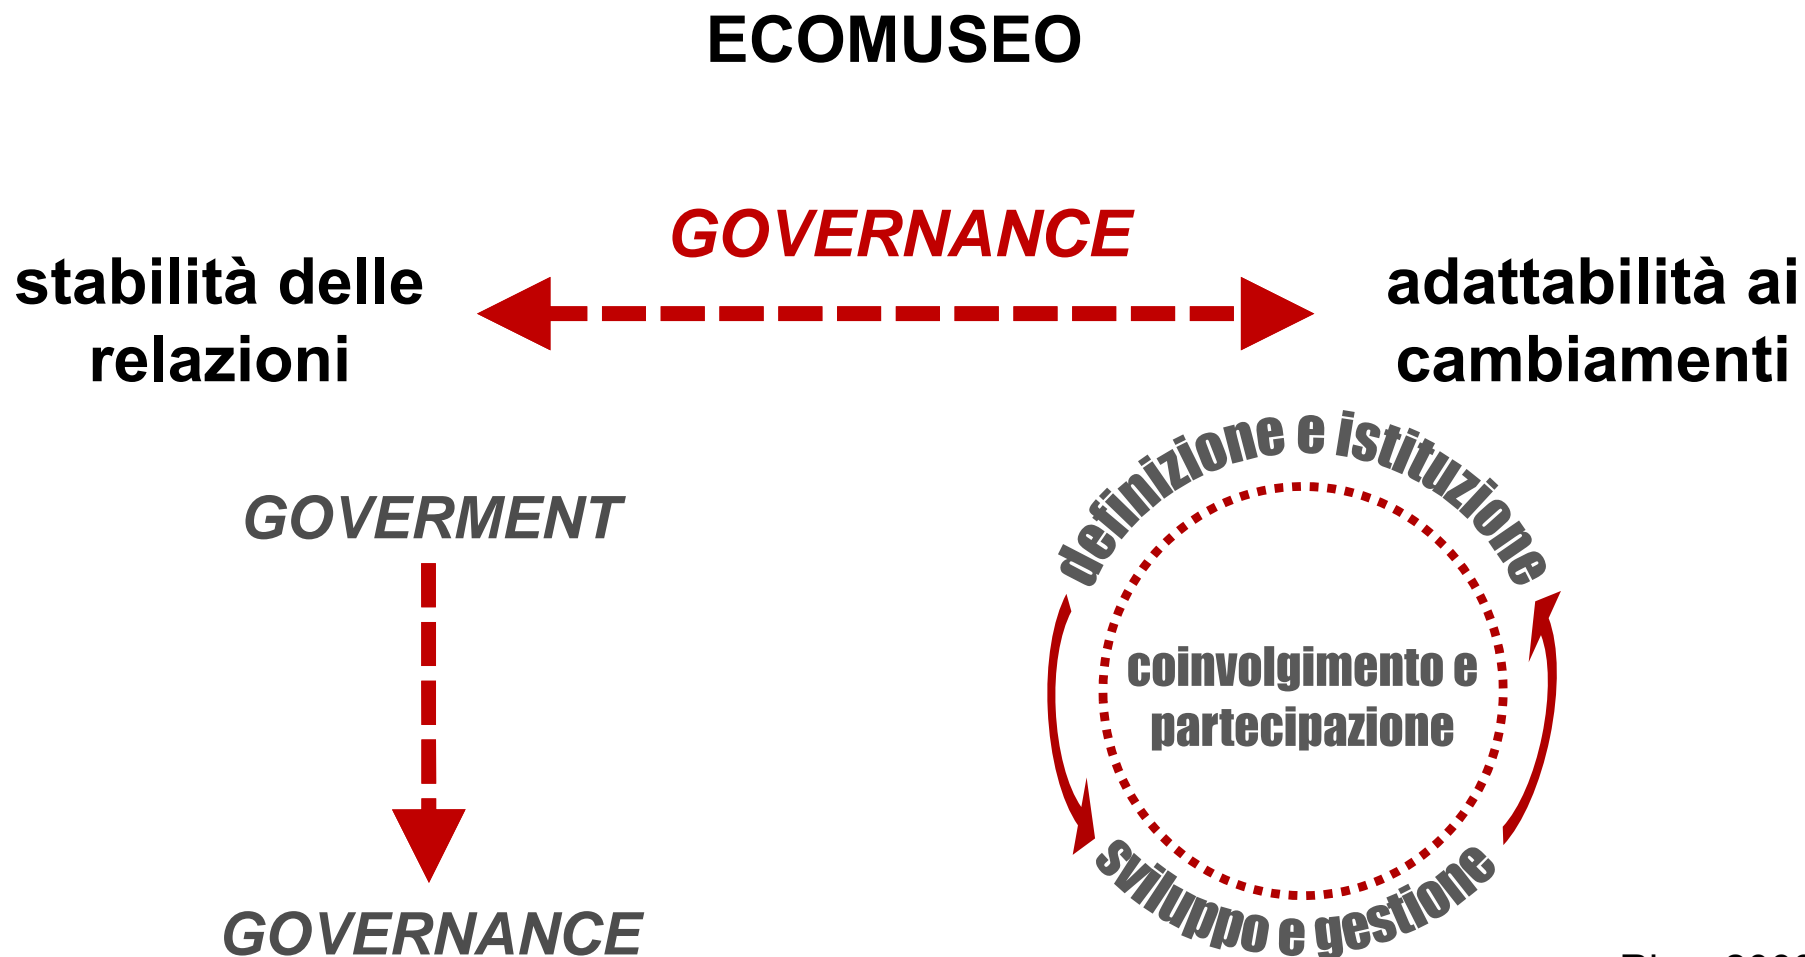 ECOMUSEO
GOVERNANCE
stabilità delle
relazioni
adattabilità ai
cambiamenti
GOVERMENT
GOVERNANCE
definizione e istituzione
coinvolgimento e
partecipazione
sviluppo e gestione